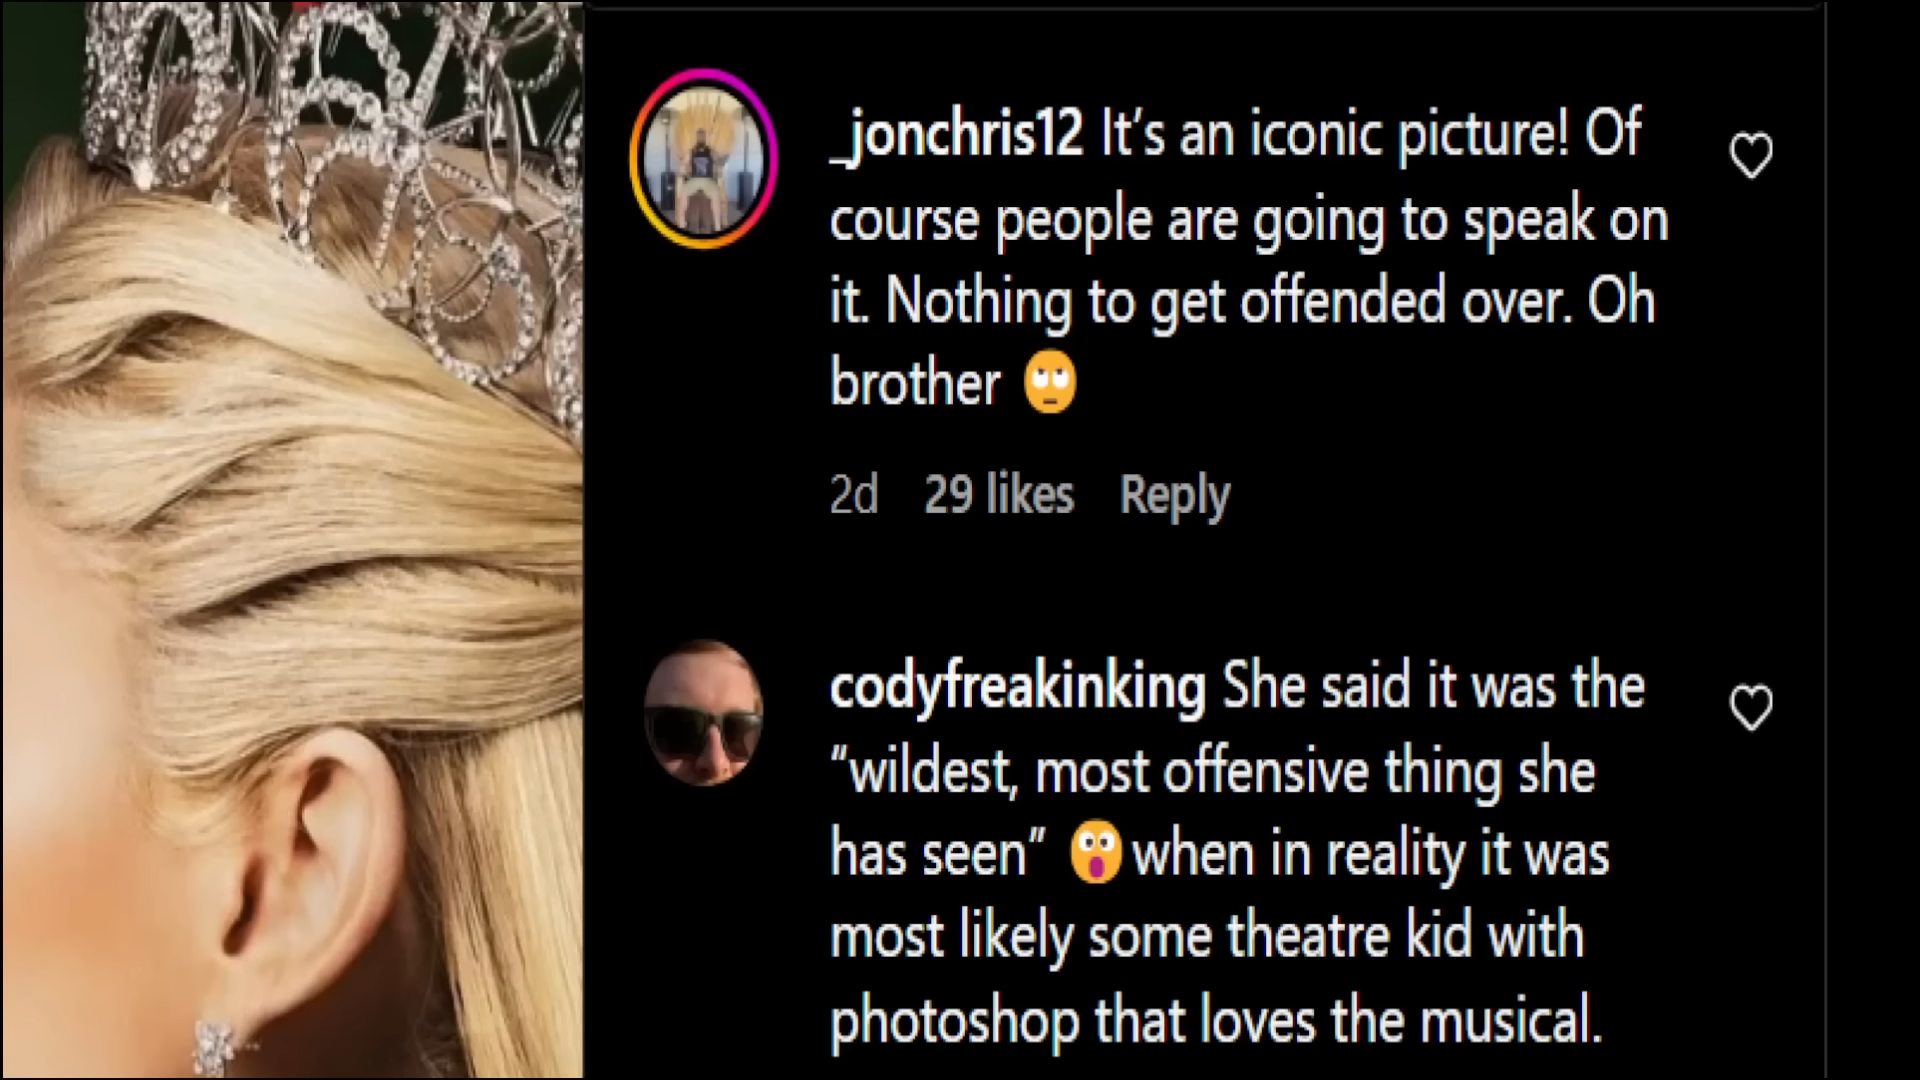 _jonchris12 It’s an iconic picture! Of
course people are going to speak on
it. Nothing to get offended over. Oh
brother 🙄
2d 29 likes Reply
codyfreakinking She said it was the
“wildest, most offensive thing she
has seen” 😲when in reality it was
most likely some theatre kid with
photoshop that loves the musical.